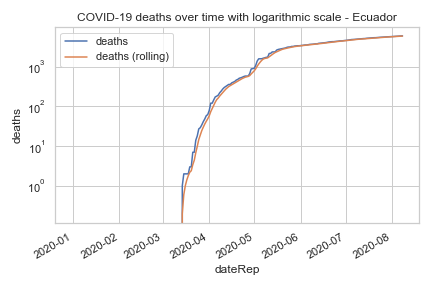 COVID-19 deaths over time with logarithmic scale - Ecuador
deaths
deaths (rolling)
10³
10²
10¹
10⁰
deaths
2020-01
2020-02
2020-03
2020-04
2020-05
2020-06
2020-07
2020-08
dateRep